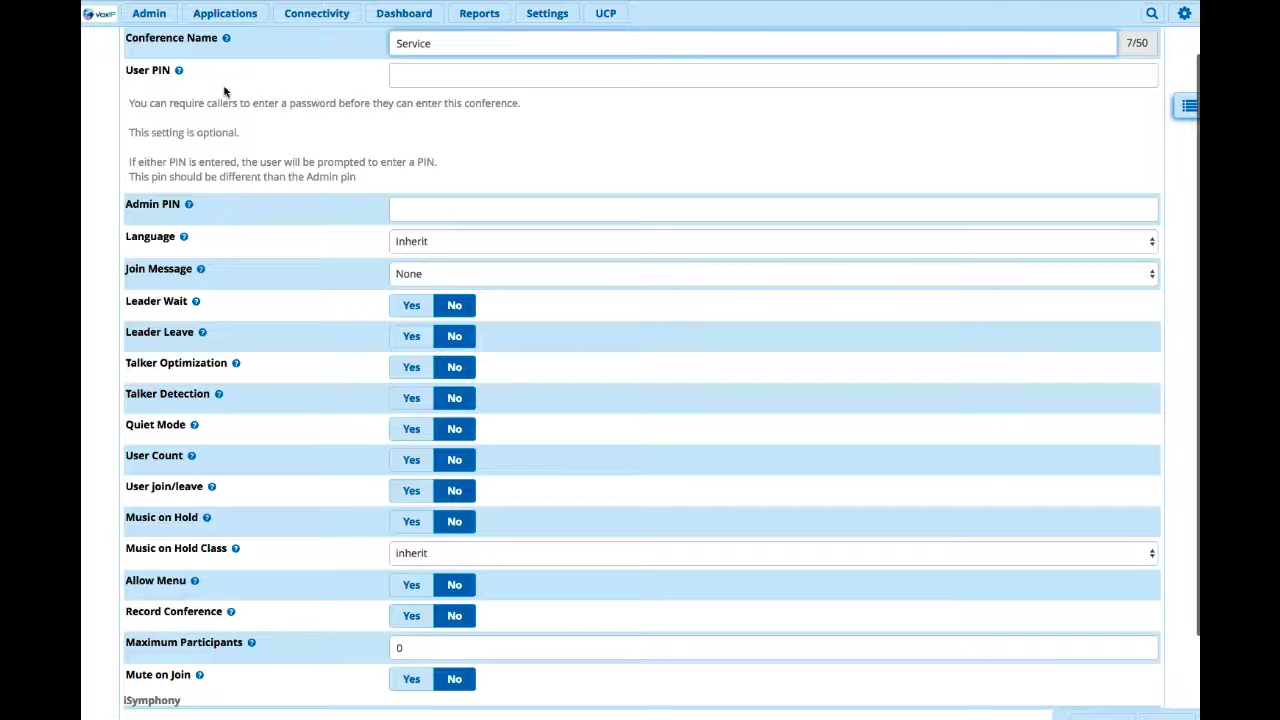 VoxIP Admin Applications Connectivity Dashboard Reports Settings UCP
Conference Name Service 7/50
User PIN
You can require callers to enter a password before they can enter this conference.
This setting is optional.
If either PIN is entered, the user will be prompted to enter a PIN.
This pin should be different than the Admin pin
Admin PIN
Language Inherit
Join Message None
Leader Wait Yes No
Leader Leave Yes No
Talker Optimization Yes No
Talker Detection Yes No
Quiet Mode Yes No
User Count Yes No
User join/leave Yes No
Music on Hold Yes No
Music on Hold Class inherit
Allow Menu Yes No
Record Conference Yes No
Maximum Participants 0
Mute on Join Yes No
iSymphony